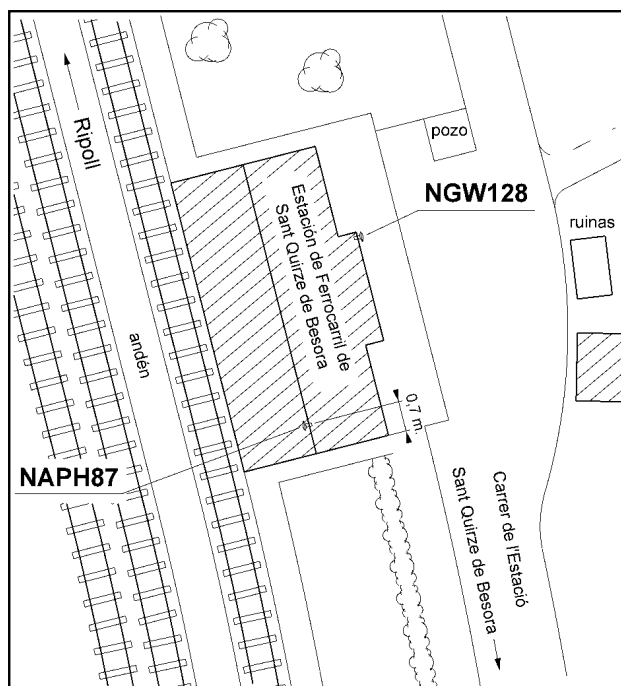 Ripoll
pozo
NGW128
Estación de Ferrocarril de
Sant Quirze de Besora
ruinas
andén
0,7 m.
NAPH87
Carrer de l'Estació
Sant Quirze de Besora